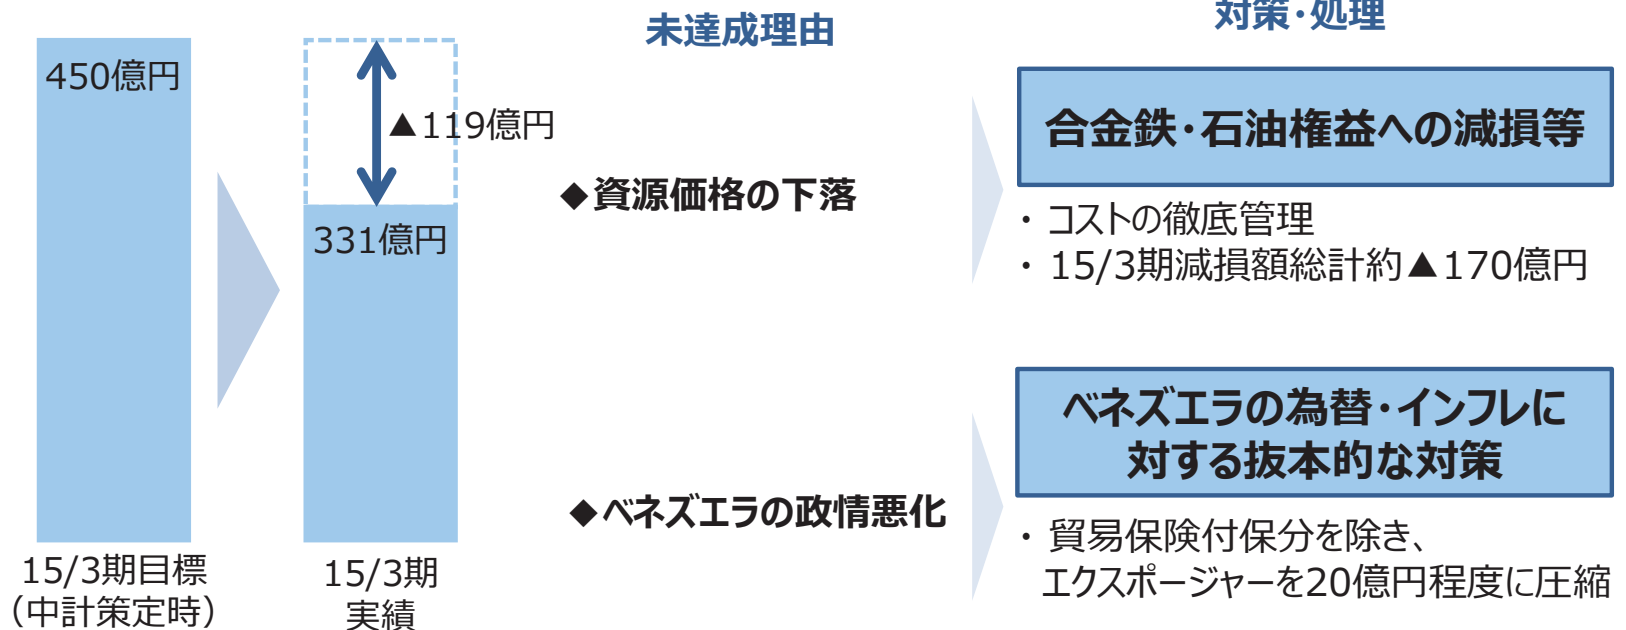 450億円
▲119億円
331億円
15/3期目標
（中計策定時）
15/3期
実績
未達成理由
◆資源価格の下落
◆ベネズエラの政情悪化
対策・処理
合金鉄・石油権益への減損等
・ コストの徹底管理
・ 15/3期減損額総計約▲170億円
ベネズエラの為替・インフレに
対する抜本的な対策
・ 貿易保険付保分を除き、
エクスポージャーを20億円程度に圧縮